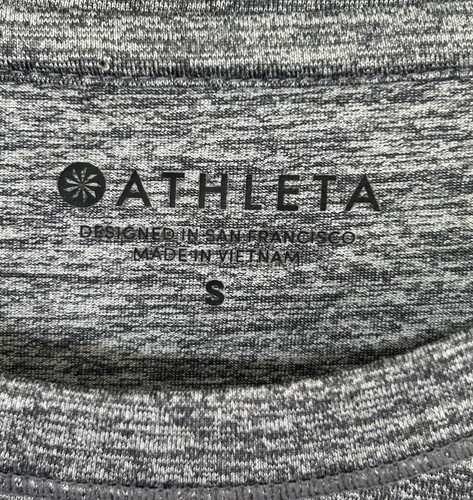 ATHLETA
DESIGNED IN SAN FRANCISCO
MADE IN VIETNAM
S